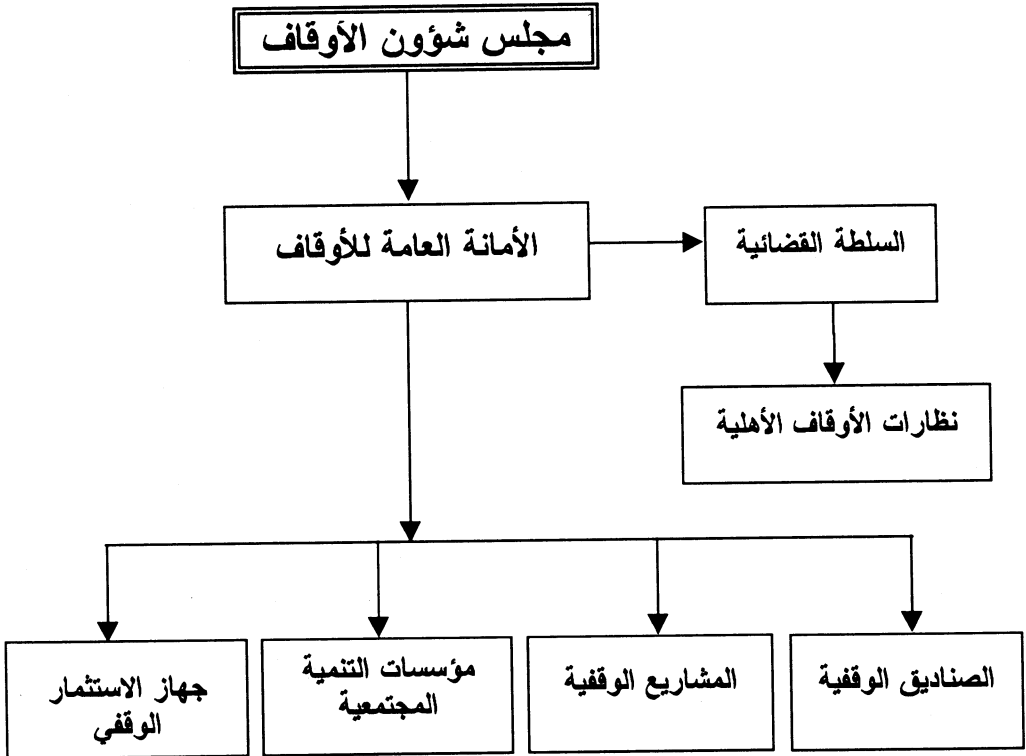 مجلس شؤون الأوقاف
الأمانة العامة للأوقاف
السلطة القضائية
نظارات الأوقاف الأهلية
الصناديق الوقفية
المشاريع الوقفية
مؤسسات التنمية
المجتمعية
جهاز الاستثمار
الوقفي